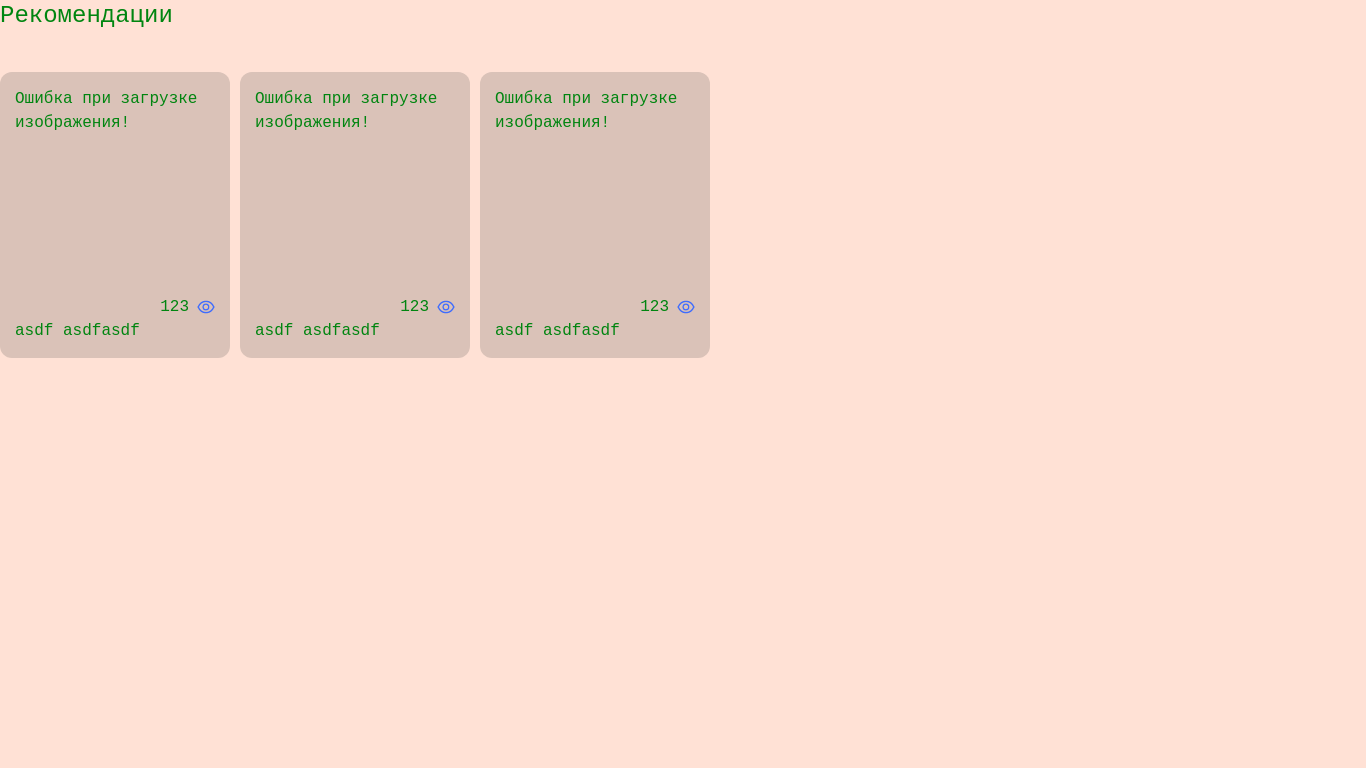 Рекомендации
Ошибка при загрузке
изображения!
123
asdf asdfasdf
Ошибка при загрузке
изображения!
123
asdf asdfasdf
Ошибка при загрузке
изображения!
123
asdf asdfasdf